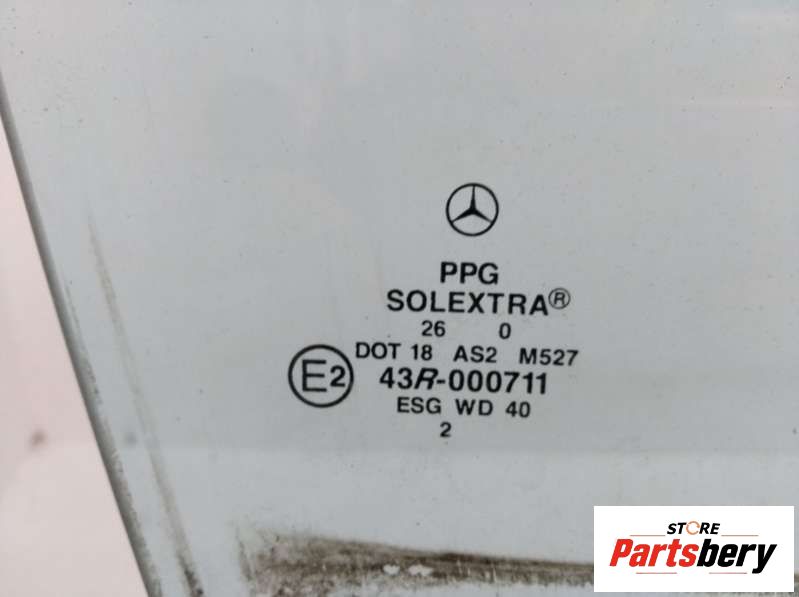 PPG
SOLEXTRA®
26 0
DOT 18 AS2 M527
E2 43R-000711
ESG WD 40
2
STORE
Partsbery